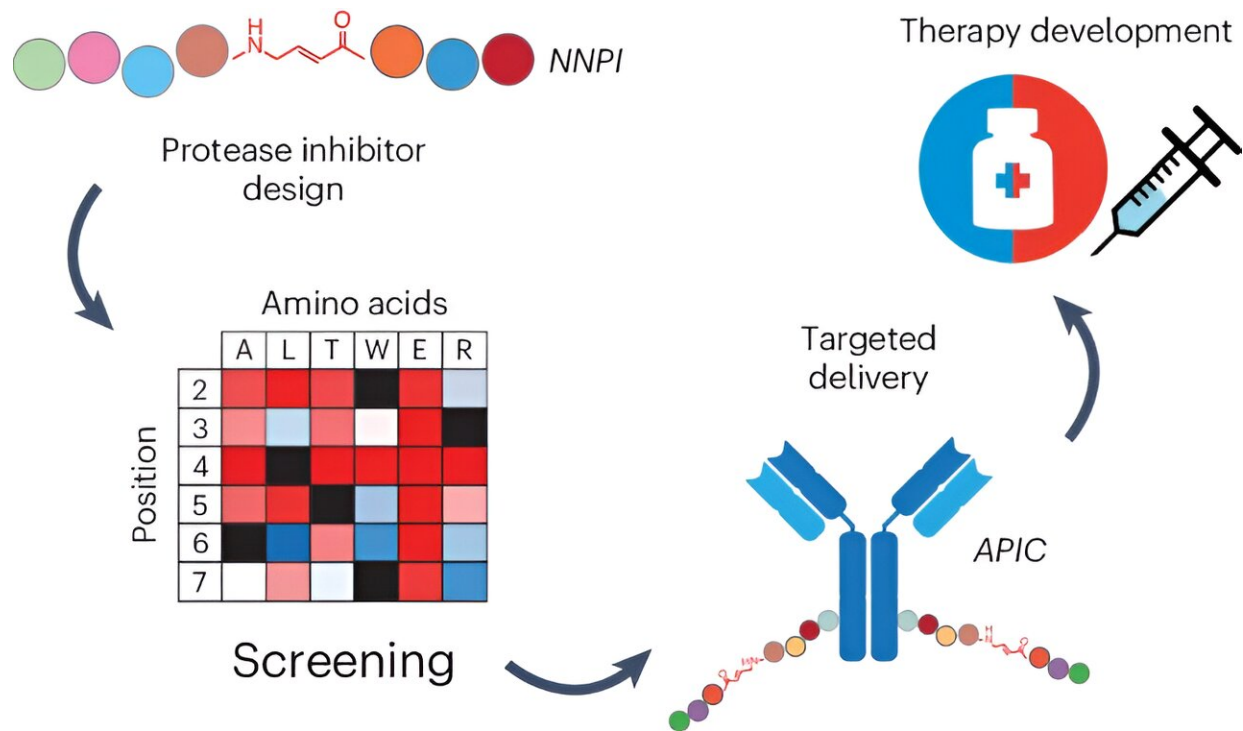 H
N
O
NNPI
Protease inhibitor
design
Amino acids
A L T W E R
Position
2
3
4
5
6
7
Screening
Therapy development
Targeted
delivery
APIC
O
HN
H
N
O